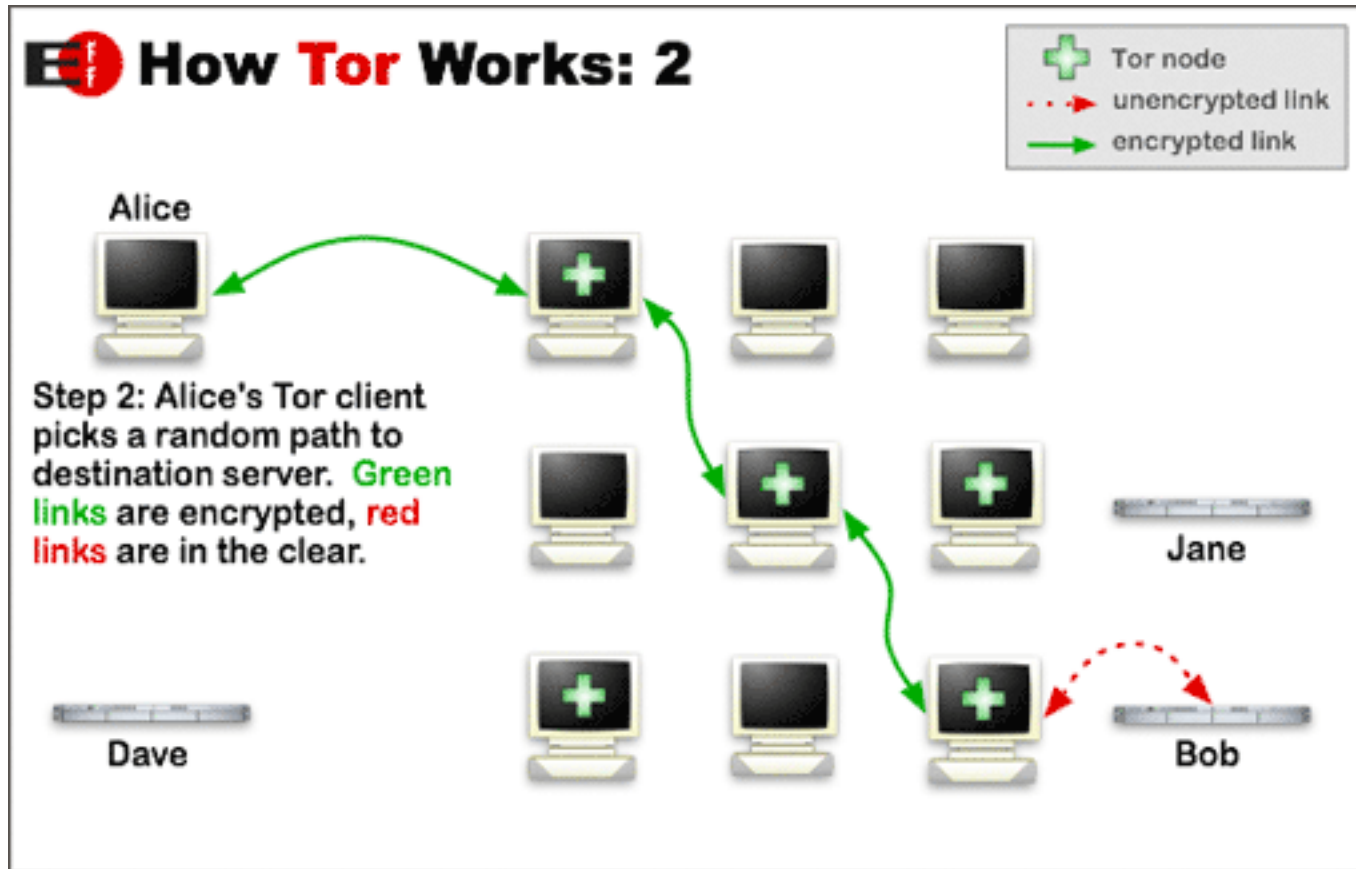 EFF How Tor Works: 2
Tor node
unencrypted link
encrypted link
Alice
Step 2: Alice's Tor client
picks a random path to
destination server. Green
links are encrypted, red
links are in the clear.
Jane
Dave
Bob